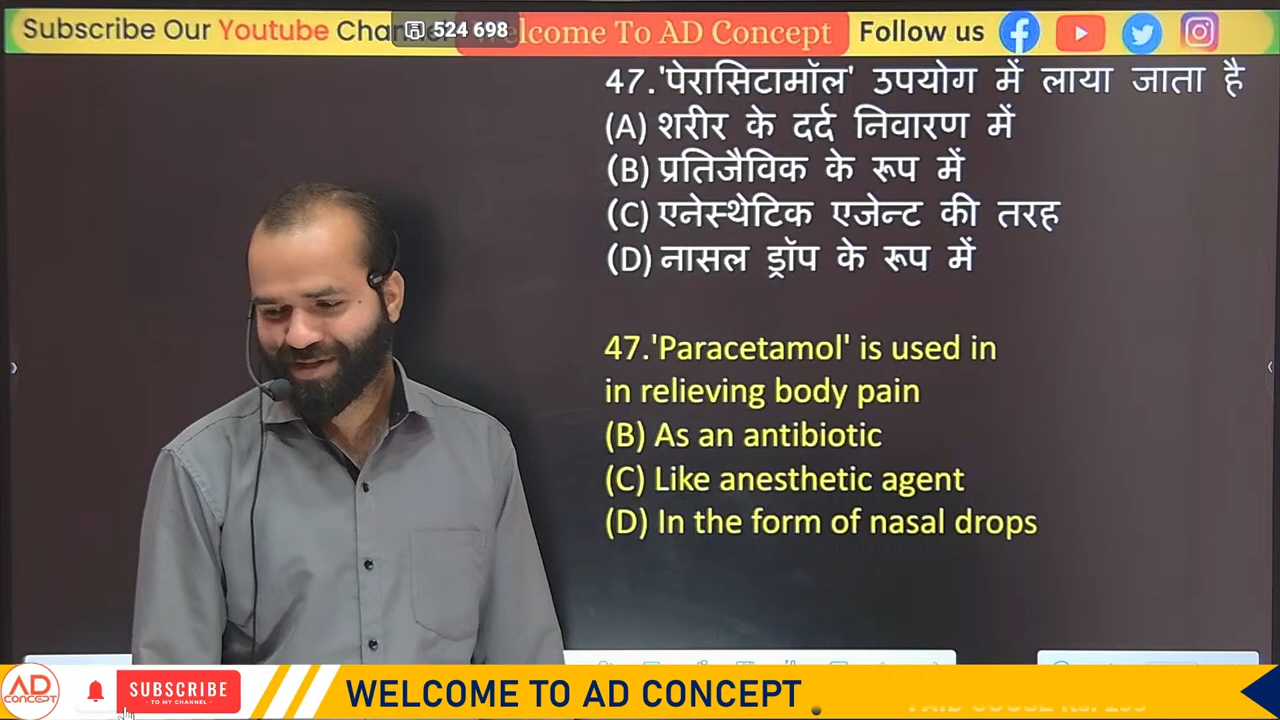 Subscribe Our Youtube Chan
524 698
Welcome To AD Concept
Follow us
47.'पेरासिटामॉल' उपयोग में लाया जाता है
(A) शरीर के दर्द निवारण में
(B) प्रतिजैविक के रूप में
(C) एनेस्थेटिक एजेन्ट की तरह
(D) नासल ड्रॉप के रूप में
47.'Paracetamol' is used in
in relieving body pain
(B) As an antibiotic
(C) Like anesthetic agent
(D) In the form of nasal drops
AD
CONCEPT
SUBSCRIBE
- TO MY CHANNEL -
WELCOME TO AD CONCEPT